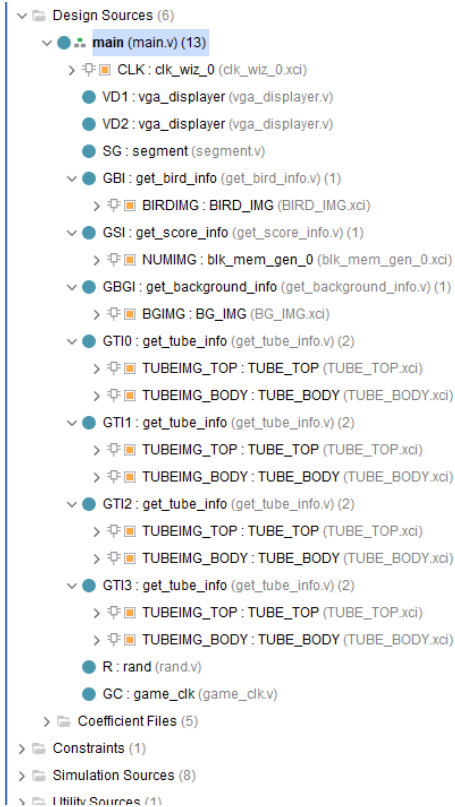 Design Sources (6)
main (main.v) (13)
CLK : clk_wiz_0 (clk_wiz_0.xci)
VD1 : vga_displayer (vga_displayer.v)
VD2 : vga_displayer (vga_displayer.v)
SG : segment (segment.v)
GBI : get_bird_info (get_bird_info.v) (1)
BIRDIMG : BIRD_IMG (BIRD_IMG.xci)
GSI : get_score_info (get_score_info.v) (1)
NUMIMG : blk_mem_gen_0 (blk_mem_gen_0.xci)
GBGI : get_background_info (get_background_info.v) (1)
BGIMG : BG_IMG (BG_IMG.xci)
GTI0 : get_tube_info (get_tube_info.v) (2)
TUBEIMG_TOP : TUBE_TOP (TUBE_TOP.xci)
TUBEIMG_BODY : TUBE_BODY (TUBE_BODY.xci)
GTI1 : get_tube_info (get_tube_info.v) (2)
TUBEIMG_TOP : TUBE_TOP (TUBE_TOP.xci)
TUBEIMG_BODY : TUBE_BODY (TUBE_BODY.xci)
GTI2 : get_tube_info (get_tube_info.v) (2)
TUBEIMG_TOP : TUBE_TOP (TUBE_TOP.xci)
TUBEIMG_BODY : TUBE_BODY (TUBE_BODY.xci)
GTI3 : get_tube_info (get_tube_info.v) (2)
TUBEIMG_TOP : TUBE_TOP (TUBE_TOP.xci)
TUBEIMG_BODY : TUBE_BODY (TUBE_BODY.xci)
R : rand (rand.v)
GC : game_clk (game_clk.v)
Coefficient Files (5)
Constraints (1)
Simulation Sources (8)
Utility Sources (1)